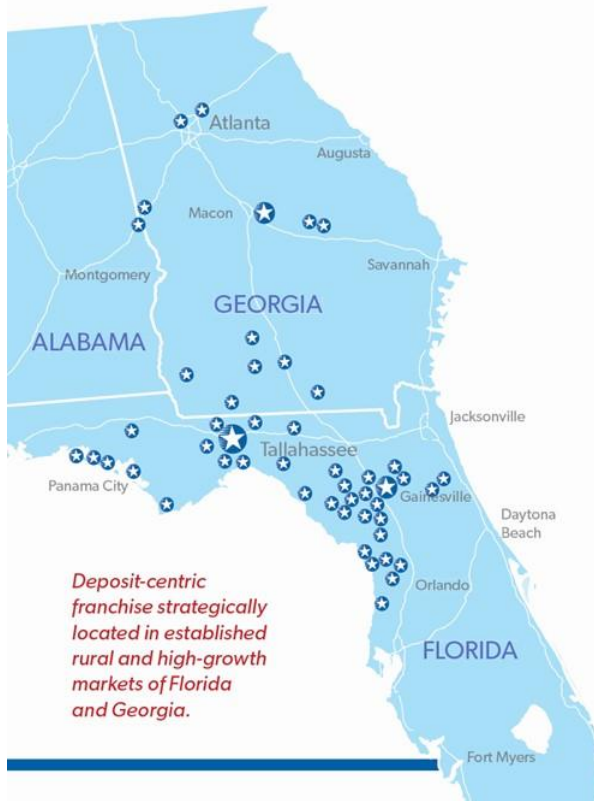 Atlanta
Augusta
Macon
Savannah
Montgomery
GEORGIA
ALABAMA
Jacksonville
Tallahassee
Panama City
Gainesville
Daytona
Beach
Orlando
Deposit-centric
franchise strategically
located in established
rural and high-growth
markets of Florida
and Georgia.
FLORIDA
Fort Myers